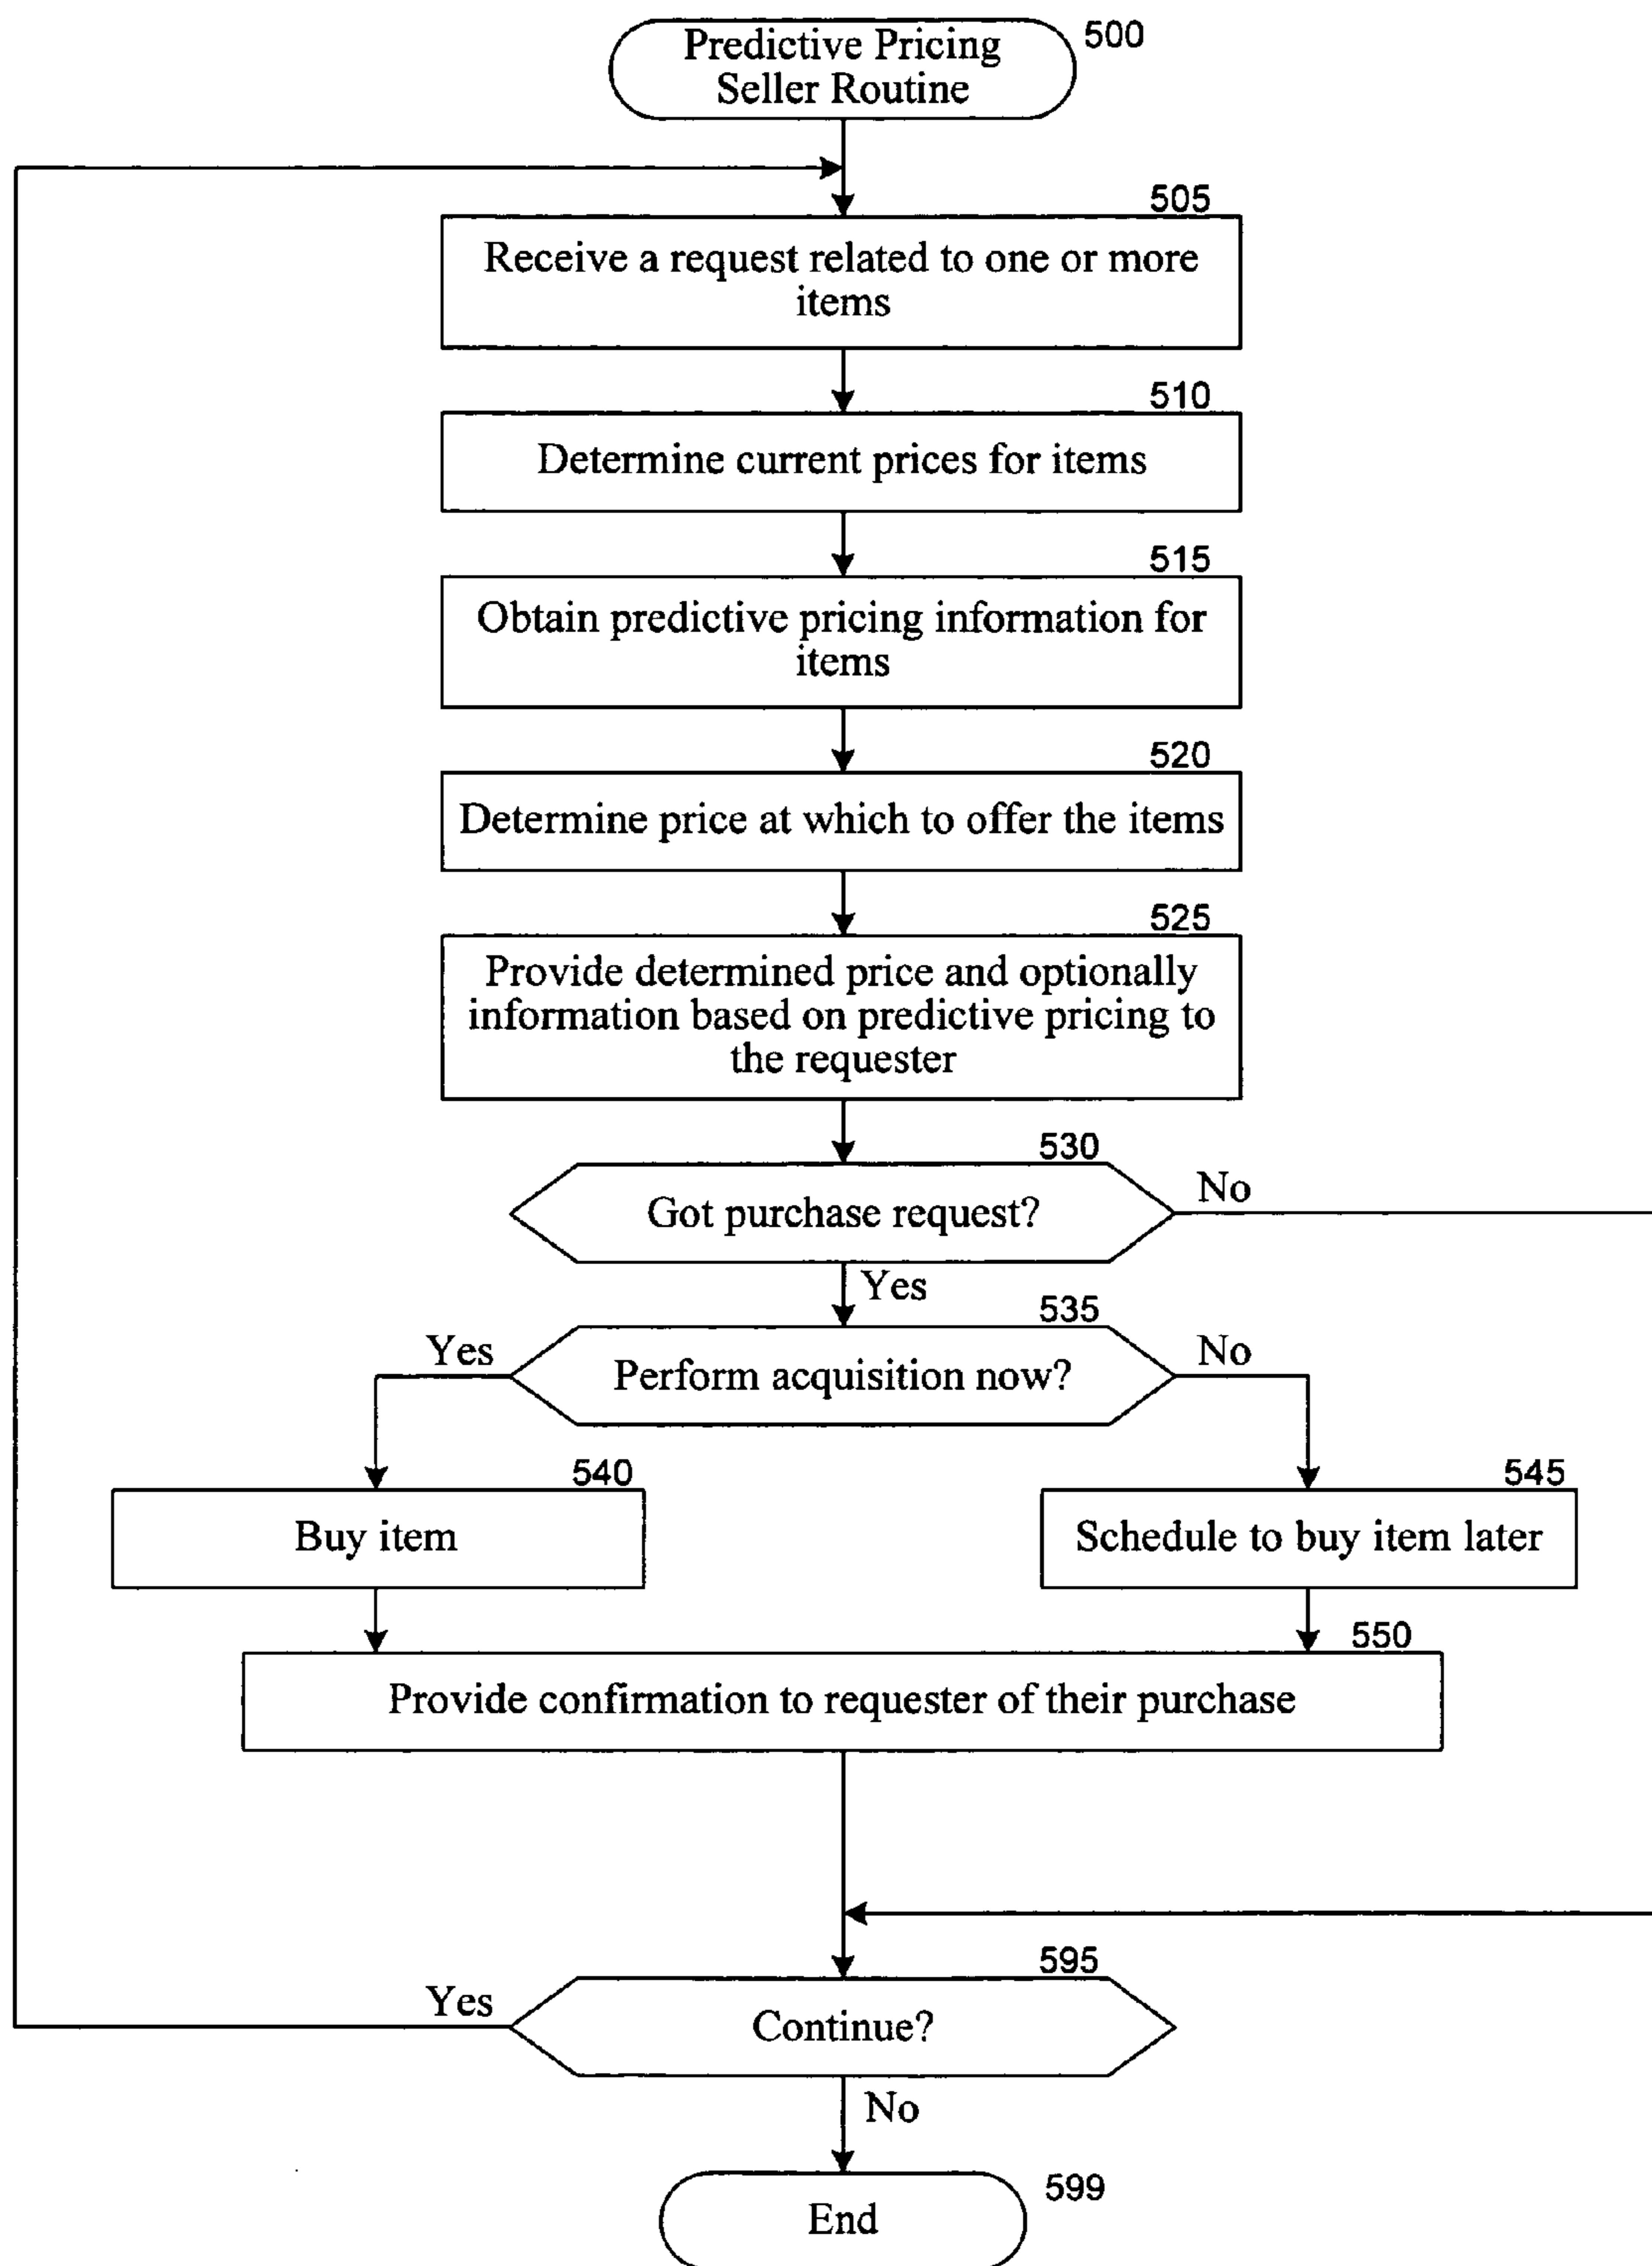 Predictive Pricing
Seller Routine
500
505
Receive a request related to one or more
items
510
Determine current prices for items
515
Obtain predictive pricing information for
items
520
Determine price at which to offer the items
525
Provide determined price and optionally
information based on predictive pricing to
the requester
530
Got purchase request?
No
Yes
535
Yes
Perform acquisition now?
No
540
Buy item
545
Schedule to buy item later
550
Provide confirmation to requester of their purchase
595
Yes
Continue?
No
599
End